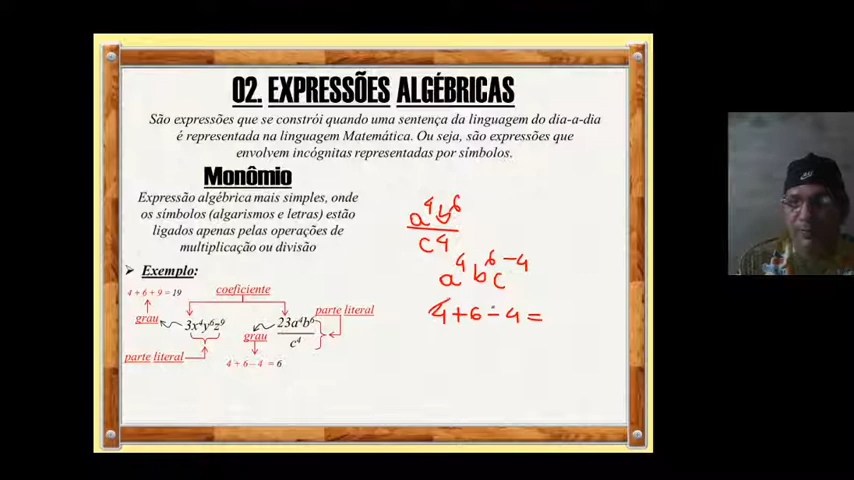 02. EXPRESSÕES ALGÉBRICAS
São expressões que se constrói quando uma sentença da linguagem do dia-a-dia
é representada na linguagem Matemática. Ou seja, são expressões que
envolvem incógnitas representadas por símbolos.
Monômio
Expressão algébrica mais simples, onde
os símbolos (algarismos e letras) estão
ligados apenas pelas operações de
multiplicação ou divisão
➤ Exemplo:
4 + 6 + 9 = 19
coeficiente
grau
3x⁴y⁶z⁹
parte literal
23a⁴b⁶
c⁴
parte literal
grau
4 + 6 – 4 = 6
a⁴b⁶
c⁴
a⁴ b⁶ c⁻⁴
4+6-4=